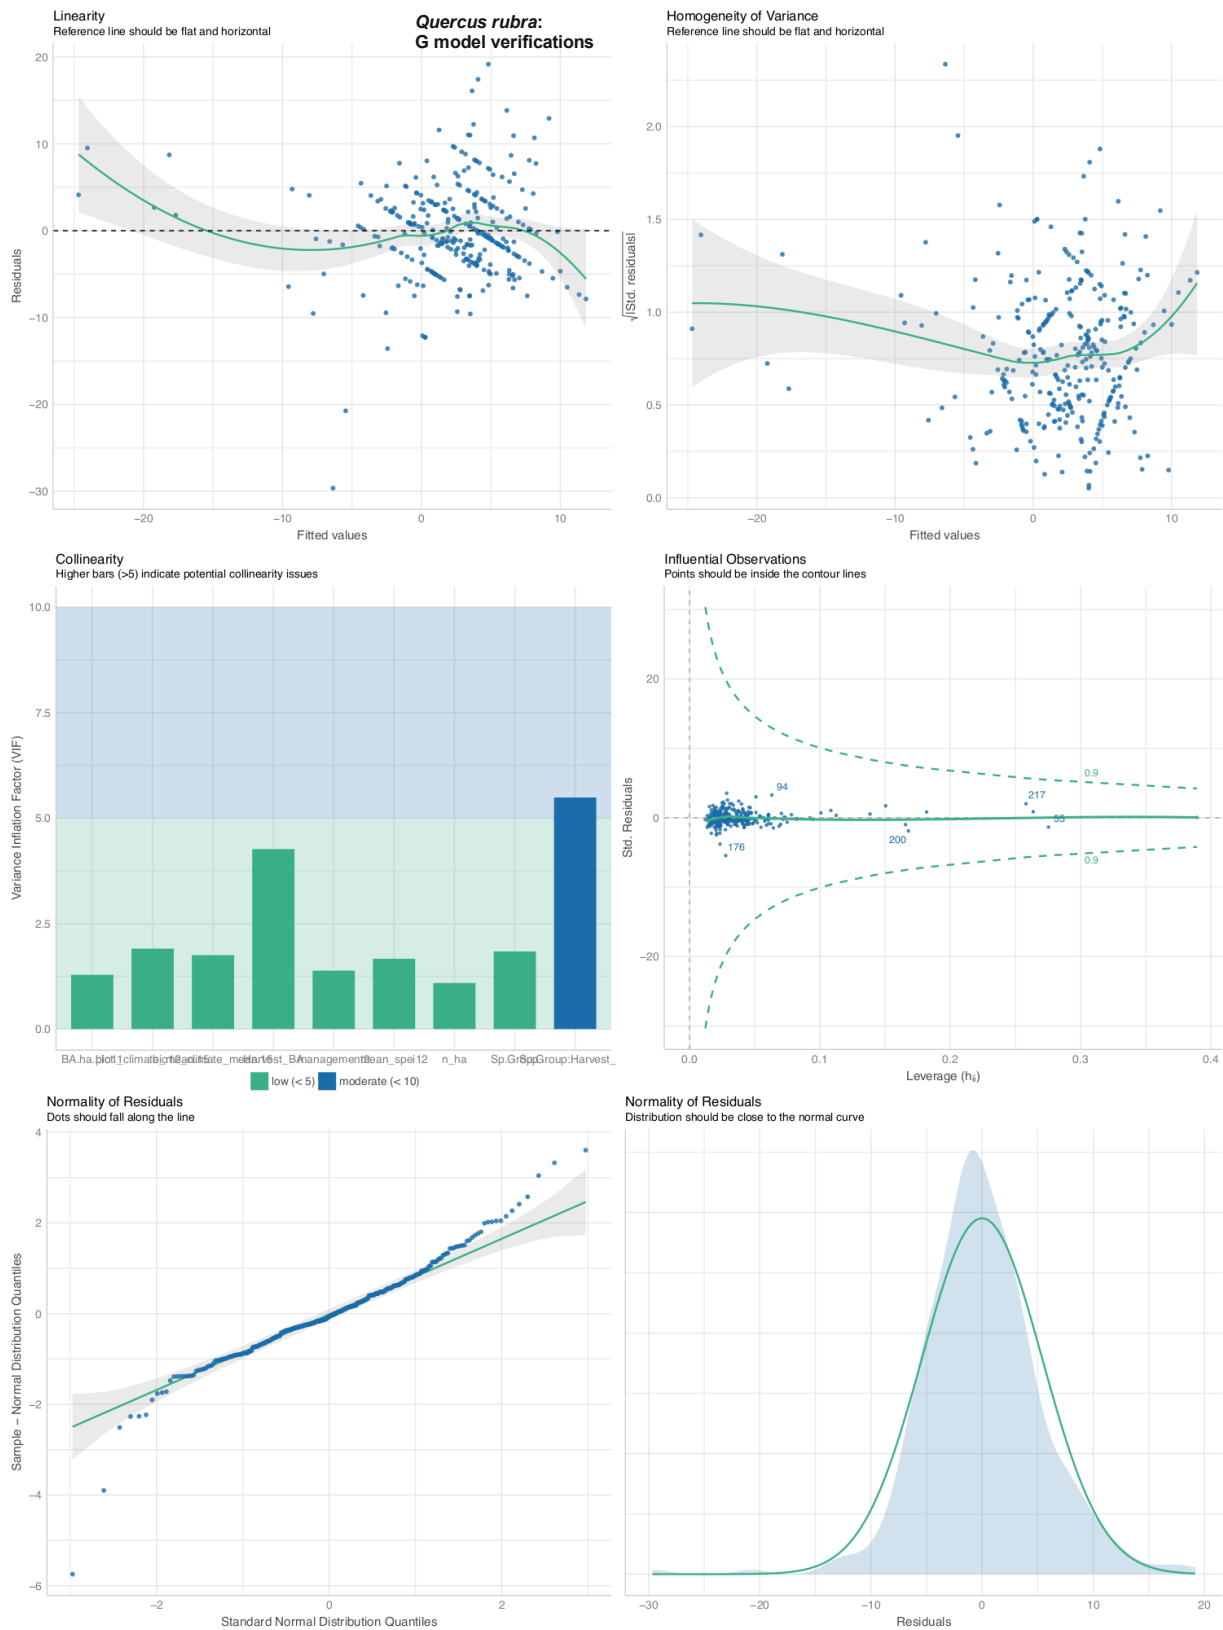 Linearity
Reference line should be flat and horizontal
Quercus rubra:
G model verifications
20
10
0
−10
−20
−30
Residuals
−20
−10
0
10
Fitted values
Homogeneity of Variance
Reference line should be flat and horizontal
2.0
1.5
1.0
0.5
0.0
√|Std. residuals|
−20
−10
0
10
Fitted values
Collinearity
Higher bars (>5) indicate potential collinearity issues
10.0
7.5
5.0
2.5
0.0
Variance Inflation Factor (VIF)
BA.ha.plot1
n_ha
Sp.Group
low (< 5)
moderate (< 10)
Influential Observations
Points should be inside the contour lines
20
0
−20
Std. Residuals
94
217
55
200
176
0.9
0.9
0.0
0.1
0.2
0.3
0.4
Leverage (hii)
Normality of Residuals
Dots should fall along the line
4
2
0
−2
−4
−6
Sample − Normal Distribution Quantiles
−2
0
2
Standard Normal Distribution Quantiles
Normality of Residuals
Distribution should be close to the normal curve
−30
−20
−10
0
10
20
Residuals